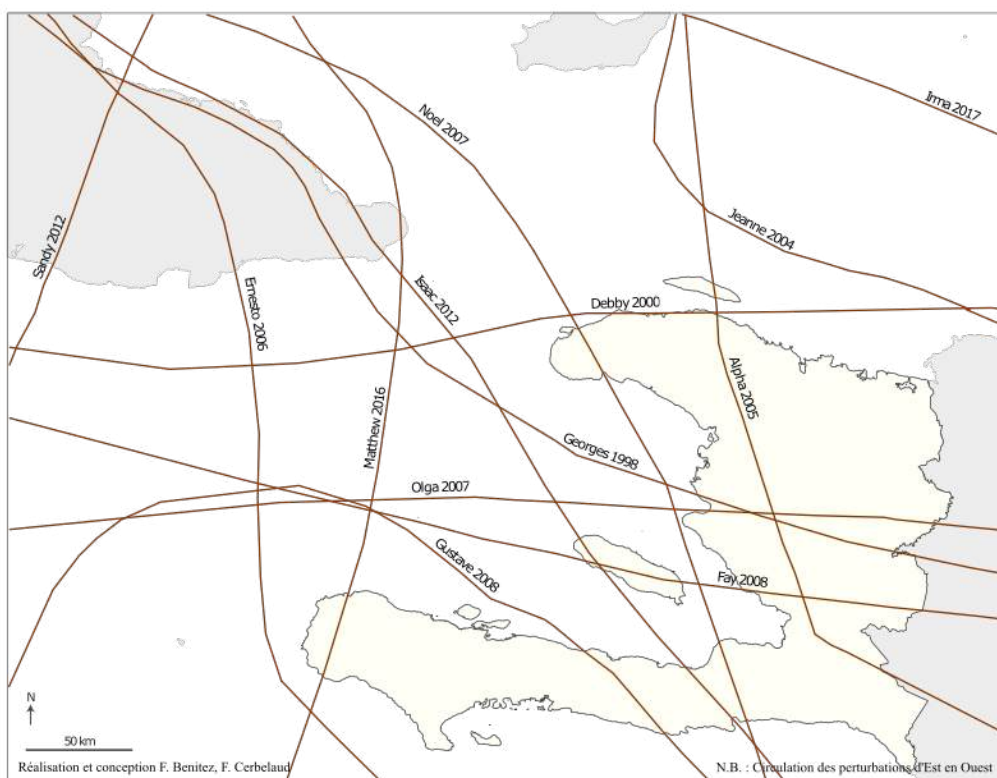 Irma 2017
Noel 2007
Jeanne 2004
Sandy 2012
Ernesto 2006
Isaac 2012
Debby 2000
Alpha 2005
Matthew 2016
Georges 1998
Olga 2007
Gustave 2008
Fay 2008
N
50 km
Réalisation et conception F. Benitez, F. Cerbelaud
N.B. : Circulation des perturbations d'Est en Ouest